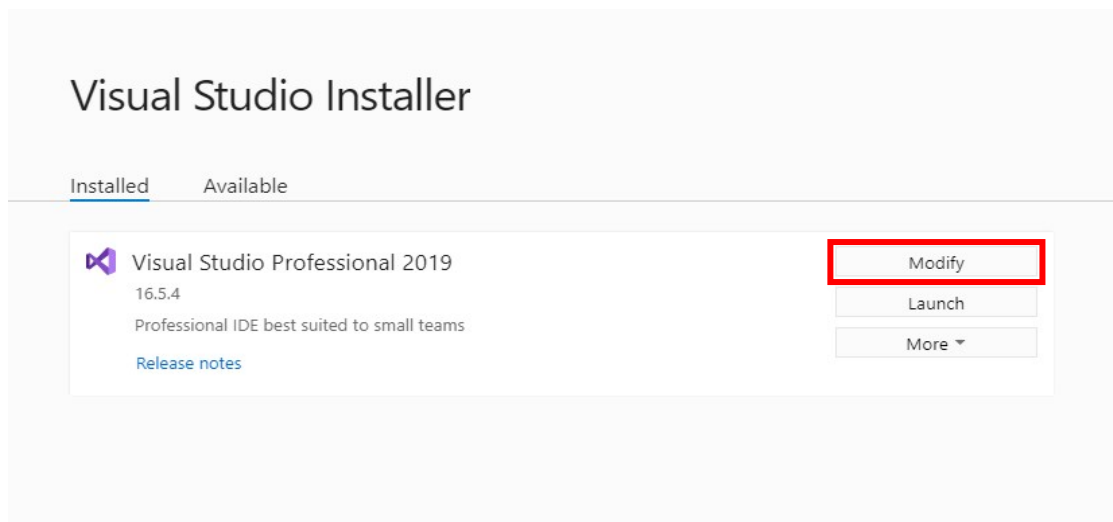 Visual Studio Installer
Installed Available
Visual Studio Professional 2019
16.5.4
Professional IDE best suited to small teams
Release notes
Modify
Launch
More